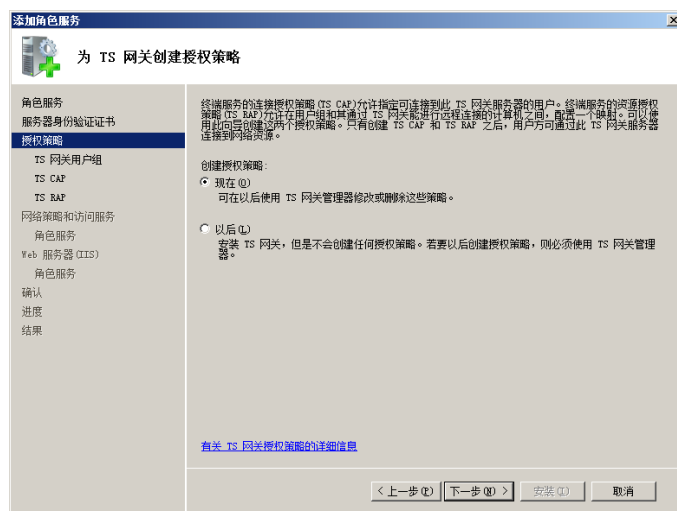 添加角色服务
为 TS 网关创建授权策略
角色服务
服务器身份验证证书
授权策略
TS 网关用户组
TS CAP
TS RAP
网络策略和访问服务
角色服务
Web 服务器(IIS)
角色服务
确认
进度
结果
终端服务的连接授权策略(TS CAP)允许指定可连接到此 TS 网关服务器的用户。终端服务的资源授权
策略(TS RAP)允许在用户组和其通过 TS 网关能进行远程连接的计算机之间，配置一个映射。可以使
用此向导创建这两个授权策略。只有创建 TS CAP 和 TS RAP 之后，用户方可通过此 TS 网关服务器
连接到网络资源。
创建授权策略:
现在(O)
可在以后使用 TS 网关管理器修改或删除这些策略。
以后(L)
安装 TS 网关，但是不会创建任何授权策略。若要以后创建授权策略，则必须使用 TS 网关管理
器。
有关 TS 网关授权策略的详细信息
< 上一步(P) 下一步(N) > 安装(I) 取消